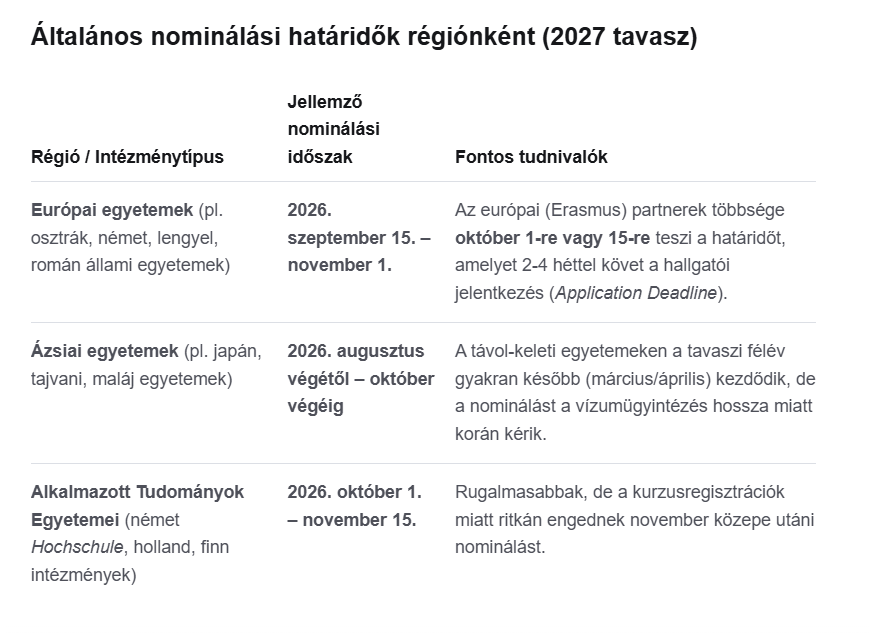 Általános nominálási határidők régiónként (2027 tavasz)
Régió / Intézménytípus
Jellemző
nominálási
időszak
Fontos tudnivalók
Európai egyetemek (pl.
osztrák, német, lengyel,
román állami egyetemek)
2026.
szeptember 15. –
november 1.
Az európai (Erasmus) partnerek többsége
október 1-re vagy 15-re teszi a határidőt,
amelyet 2-4 héttel követ a hallgatói
jelentkezés (Application Deadline).
Ázsiai egyetemek (pl. japán,
tajvani, maláj egyetemek)
2026. augusztus
végétől – október
végéig
A távol-keleti egyetemeken a tavaszi félév
gyakran később (március/április) kezdődik, de
a nominálást a vízumügyintézés hossza miatt
korán kérik.
Alkalmazott Tudományok
Egyetemei (német
Hochschule, holland, finn
intézmények)
2026. október 1.
– november 15.
Rugalmasabbak, de a kurzusregisztrációk
miatt ritkán engednek november közepe utáni
nominálást.